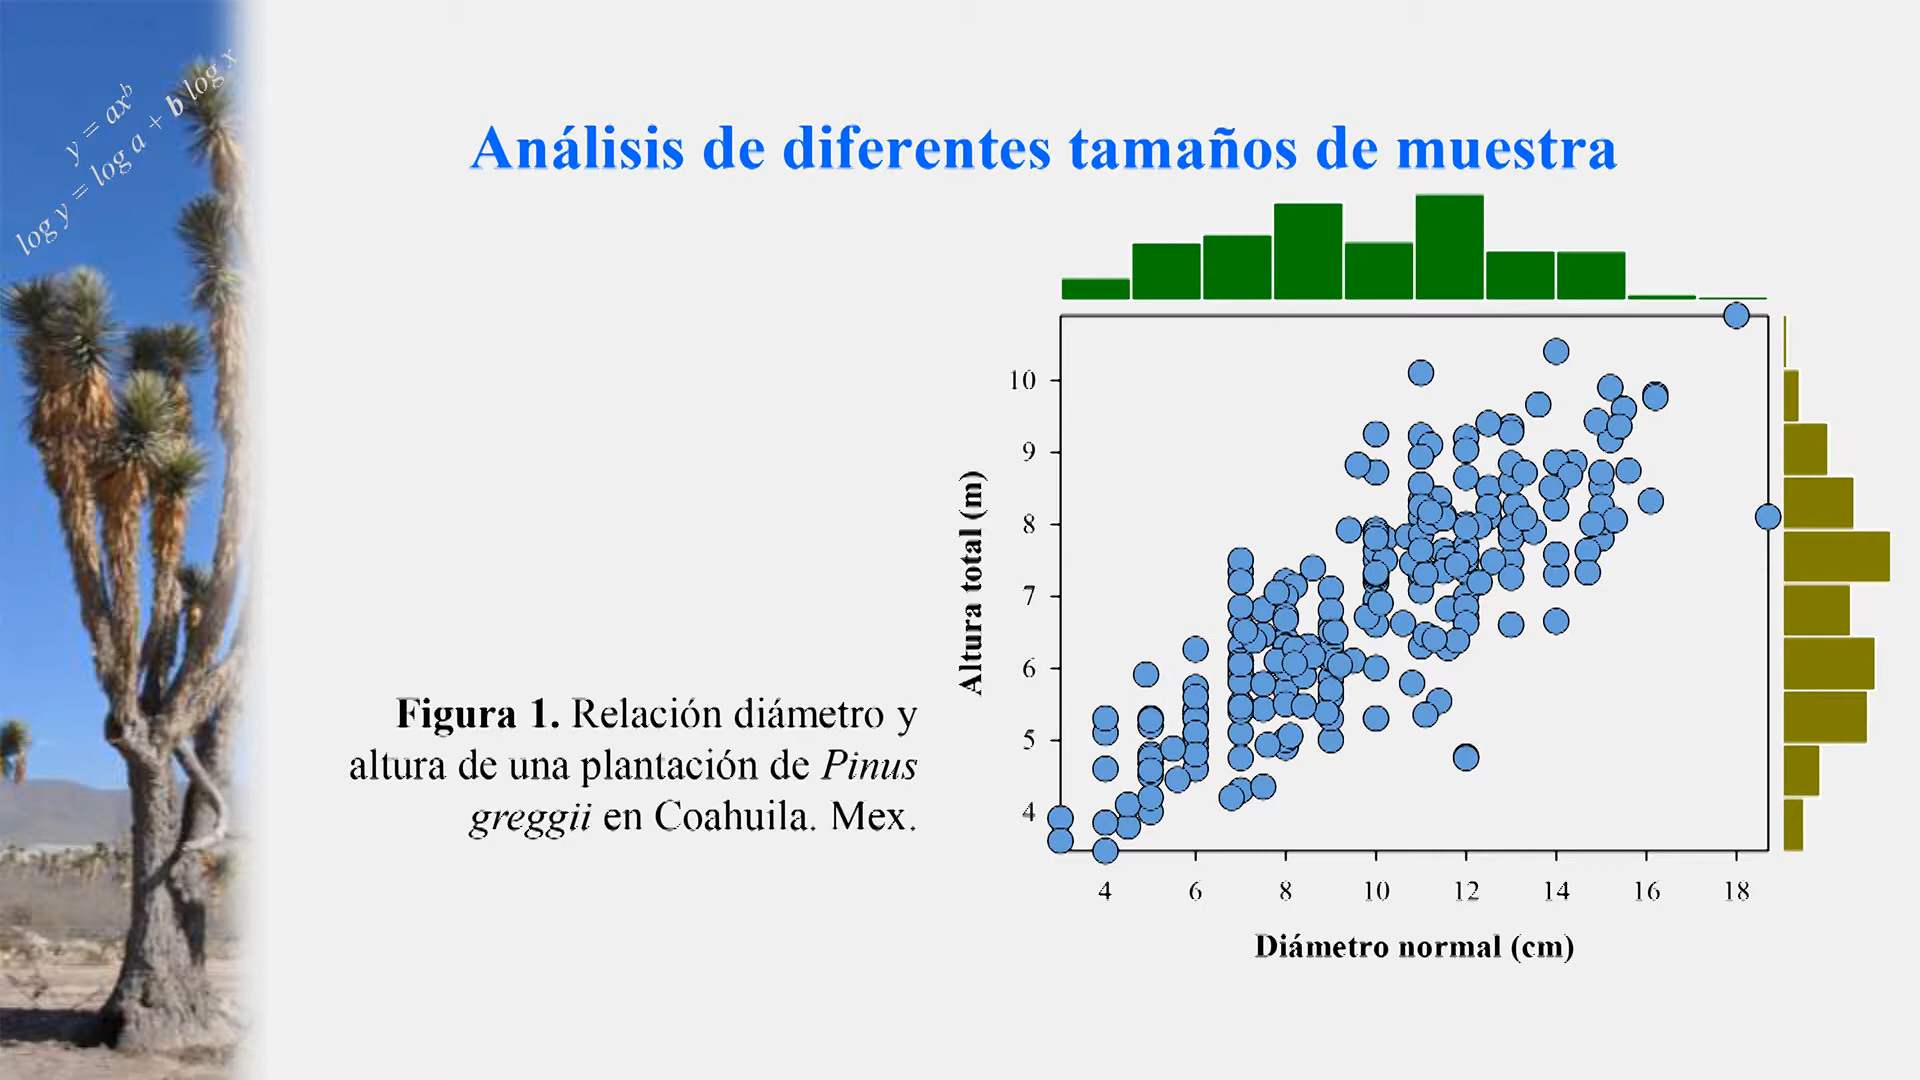 y = ax^b
log y = log a + b log x
Análisis de diferentes tamaños de muestra
Figura 1. Relación diámetro y
altura de una plantación de Pinus
greggii en Coahuila. Mex.
Altura total (m)
10
9
8
7
6
5
4
4 6 8 10 12 14 16 18
Diámetro normal (cm)